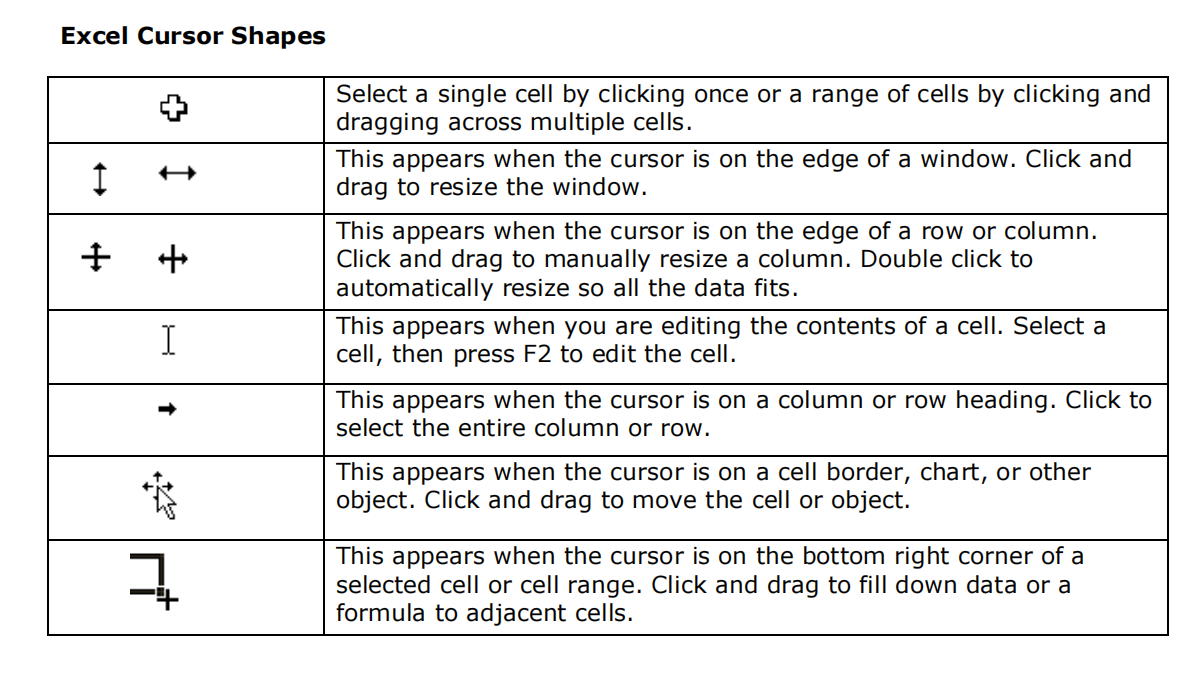 Excel Cursor Shapes
Select a single cell by clicking once or a range of cells by clicking and
dragging across multiple cells.
This appears when the cursor is on the edge of a window. Click and
drag to resize the window.
This appears when the cursor is on the edge of a row or column.
Click and drag to manually resize a column. Double click to
automatically resize so all the data fits.
This appears when you are editing the contents of a cell. Select a
cell, then press F2 to edit the cell.
This appears when the cursor is on a column or row heading. Click to
select the entire column or row.
This appears when the cursor is on a cell border, chart, or other
object. Click and drag to move the cell or object.
This appears when the cursor is on the bottom right corner of a
selected cell or cell range. Click and drag to fill down data or a
formula to adjacent cells.